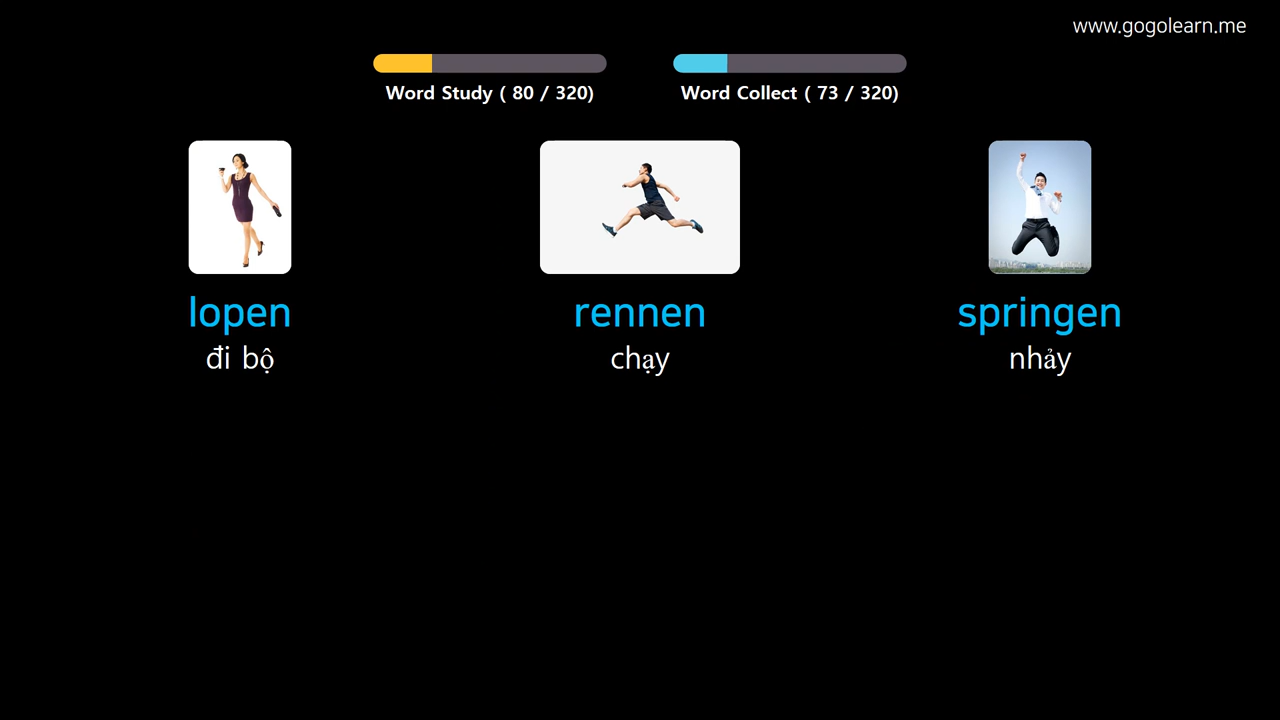 www.gogolearn.me
Word Study ( 80 / 320)
Word Collect ( 73 / 320)
lopen
đi bộ
rennen
chạy
springen
nhảy